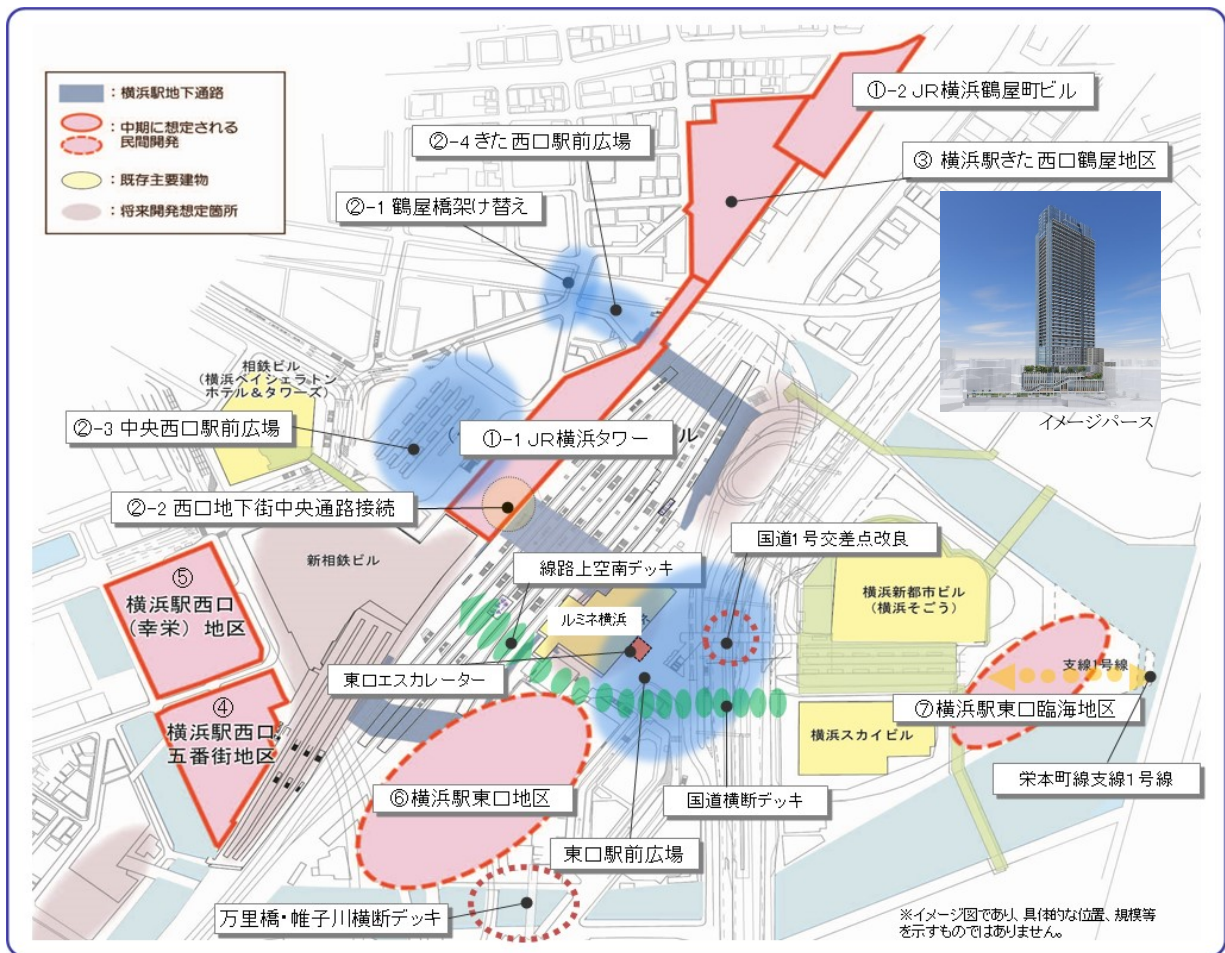 ：横浜駅地下通路
：中期に想定される
民間開発
：既存主要建物
：将来開発想定箇所
①-2 JR横浜鶴屋町ビル
②-4 きた西口駅前広場
③ 横浜駅きた西口鶴屋地区
②-1 鶴屋橋架け替え
イメージパース
相鉄ビル
（横浜ベイシェラトン
ホテル＆タワーズ）
②-3 中央西口駅前広場
①-1 JR横浜タワー
ル
②-2 西口地下街中央通路接続
国道1号交差点改良
新相鉄ビル
線路上空南デッキ
⑤
横浜駅西口
（幸栄）地区
横浜新都市ビル
（横浜そごう）
ルミネ横浜
東口エスカレーター
支線1号線
④
横浜駅西口
五番街地区
⑦横浜駅東口臨海地区
横浜スカイビル
栄本町線支線1号線
⑥横浜駅東口地区
国道横断デッキ
東口駅前広場
万里橋・帷子川横断デッキ
※イメージ図であり、具体的な位置、規模等
を示すものではありません。